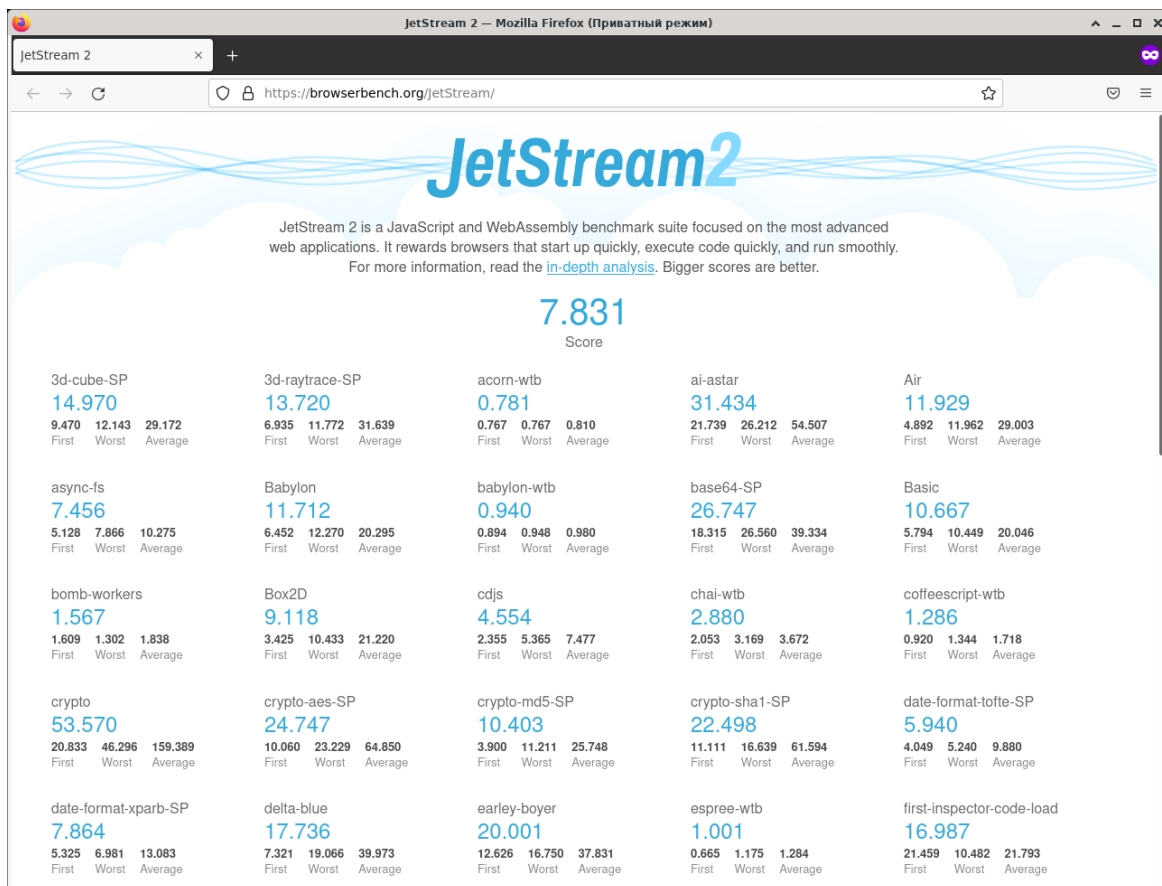 JetStream 2 — Mozilla Firefox (Приватный режим)
JetStream 2
https://browserbench.org/JetStream/
JetStream2
JetStream 2 is a JavaScript and WebAssembly benchmark suite focused on the most advanced
web applications. It rewards browsers that start up quickly, execute code quickly, and run smoothly.
For more information, read the in-depth analysis. Bigger scores are better.
7.831
Score
3d-cube-SP 3d-raytrace-SP acorn-wtb ai-astar Air
14.970 13.720 0.781 31.434 11.929
9.470 12.143 29.172 6.935 11.772 31.639 0.767 0.767 0.810 21.739 26.212 54.507 4.892 11.962 29.003
First Worst Average First Worst Average First Worst Average First Worst Average First Worst Average
async-fs Babylon babylon-wtb base64-SP Basic
7.456 11.712 0.940 26.747 10.667
5.128 7.866 10.275 6.452 12.270 20.295 0.894 0.948 0.980 18.315 26.560 39.334 5.794 10.449 20.046
First Worst Average First Worst Average First Worst Average First Worst Average First Worst Average
bomb-workers Box2D cdjs chai-wtb coffeescript-wtb
1.567 9.118 4.554 2.880 1.286
1.609 1.302 1.838 3.425 10.433 21.220 2.355 5.365 7.477 2.053 3.169 3.672 0.920 1.344 1.718
First Worst Average First Worst Average First Worst Average First Worst Average First Worst Average
crypto crypto-aes-SP crypto-md5-SP crypto-sha1-SP date-format-tofte-SP
53.570 24.747 10.403 22.498 5.940
20.833 46.296 159.389 10.060 23.229 64.850 3.900 11.211 25.748 11.111 16.639 61.594 4.049 5.240 9.880
First Worst Average First Worst Average First Worst Average First Worst Average First Worst Average
date-format-xparb-SP delta-blue earley-boyer espree-wtb first-inspector-code-load
7.864 17.736 20.001 1.001 16.987
5.325 6.981 13.083 7.321 19.066 39.973 12.626 16.750 37.831 0.665 1.175 1.284 21.459 10.482 21.793
First Worst Average First Worst Average First Worst Average First Worst Average First Worst Average